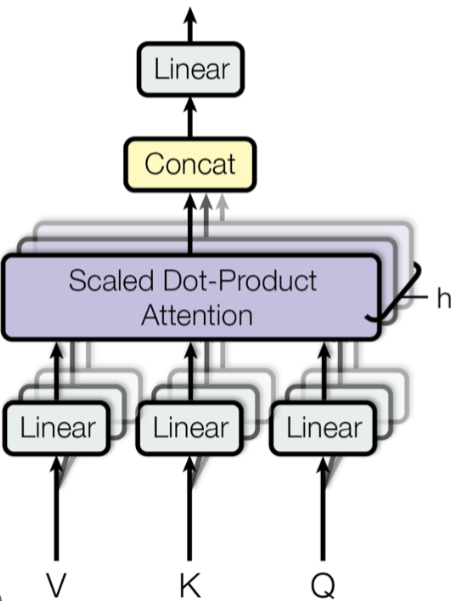 Linear
Concat
Scaled Dot-Product
Attention
h
Linear
Linear
Linear
V
K
Q